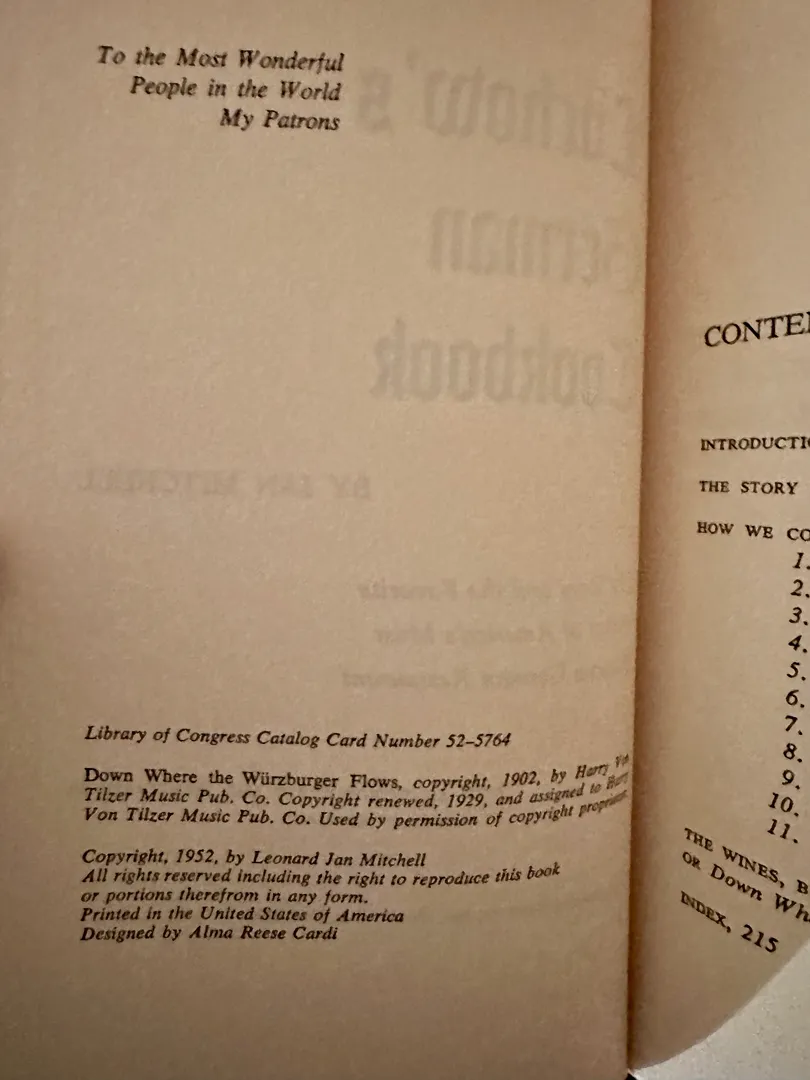 To the Most Wonderful
People in the World
My Patrons
Library of Congress Catalog Card Number 52–5764
Down Where the Würzburger Flows, copyright, 1902, by Harry
Tilzer Music Pub. Co. Copyright renewed, 1929, and assigned to
Von Tilzer Music Pub. Co. Used by permission of copyright
Copyright, 1952, by Leonard Jan Mitchell
All rights reserved including the right to reproduce this book
or portions therefrom in any form.
Printed in the United States of America
Designed by Alma Reese Cardi
CONTE
INTRODUCTI
THE STORY
HOW WE CO
1.
2.
3.
4.
5.
6.
7.
8.
9.
10.
11.
THE WINES, B
OR DOWN WH
INDEX, 215